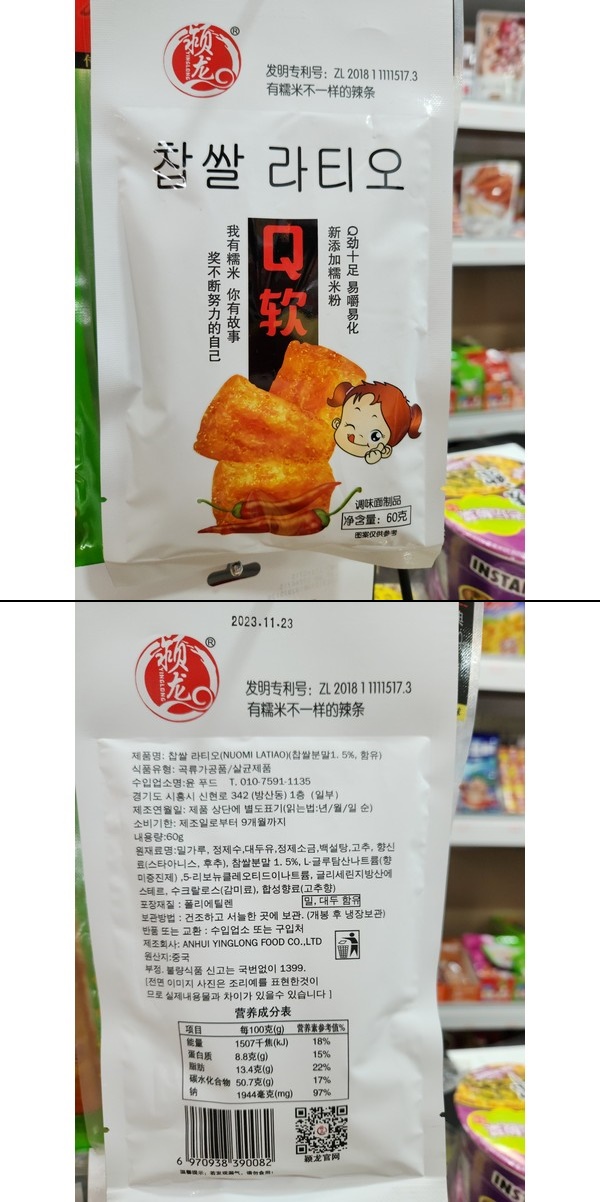 颍龙
YINGLONG
®
发明专利号：ZL 2018 1 1111517.3
有糯米不一样的辣条
찹쌀 라티오
Q软
Q劲十足 易嚼易化
新添加糯米粉
我有糯米 你有故事
奖不断努力的自己
调味面制品
净含量：60克
图案仅供参考
INSTA
2023.11.23
颍龙
YINGLONG
®
发明专利号：ZL 2018 1 1111517.3
有糯米不一样的辣条
제품명: 찹쌀 라티오(NUOMI LATIAO)(찹쌀분말1. 5%, 함유)
식품유형: 곡류가공품/살균제품
수입업소명:윤 푸드 T. 010-7591-1135
경기도 시흥시 신현로 342 (방산동) 1층 (일부)
제조연월일: 제품 상단에 별도표기(읽는법:년/월/일 순)
소비기한: 제조일로부터 9개월까지
내용량:60g
원재료명:밀가루, 정제수,대두유,정제소금,백설탕,고추, 향신
료(스타아니스, 후추), 찹쌀분말 1. 5%, L-글루탐산나트륨(향
미증진제) ,5-리보뉴클레오티드이나트륨, 글리세린지방산에
스테르, 수크랄로스(감미료), 합성향료(고추향)
포장재질 : 폴리에틸렌
밀, 대두 함유
보관방법 : 건조하고 서늘한 곳에 보관. (개봉 후 냉장보관)
반품 또는 교환 : 수입업소 또는 구입처
제조회사: ANHUI YINGLONG FOOD CO.,LTD
원산지:중국
부정. 불량식품 신고는 국번없이 1399.
[전면 이미지 사진은 조리예를 표현한것이
므로 실제내용물과 차이가 있을수 있습니다 ]
营养成分表
项目 每100克(g) 营养素参考值%
能量 1507千焦(kJ) 18%
蛋白质 8.8克(g) 15%
脂肪 13.4克(g) 22%
碳水化合物 50.7克(g) 17%
钠 1944毫克(mg) 97%
6 970938 390082
颍龙官网